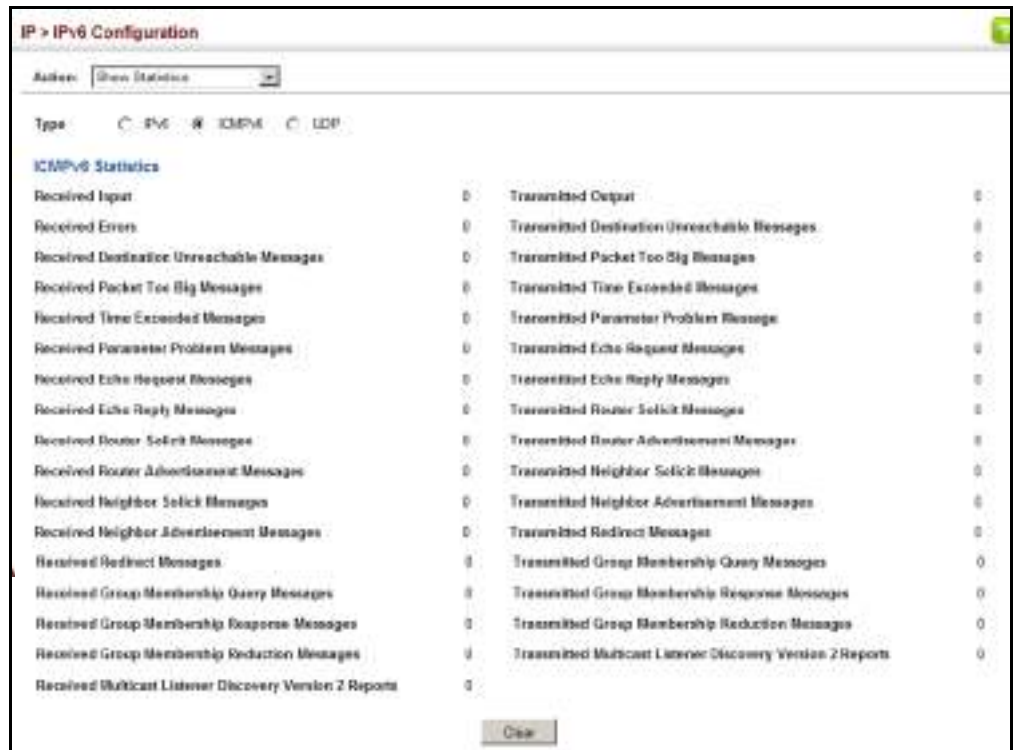 IP > IPv6 Configuration
Action: Show Statistics
Type IPv6 ICMPv6 UDP
ICMPv6 Statistics
Received Input 0 Transmitted Output 0
Received Errors 0 Transmitted Destination Unreachable Messages 0
Received Destination Unreachable Messages 0 Transmitted Packet Too Big Messages 0
Received Packet Too Big Messages 0 Transmitted Time Exceeded Messages 0
Received Time Exceeded Messages 0 Transmitted Parameter Problem Message 0
Received Parameter Problem Messages 0 Transmitted Echo Request Messages 0
Received Echo Request Messages 0 Transmitted Echo Reply Messages 0
Received Echo Reply Messages 0 Transmitted Router Solicit Messages 0
Received Router Solicit Messages 0 Transmitted Router Advertisement Messages 0
Received Router Advertisement Messages 0 Transmitted Neighbor Solicit Messages 0
Received Neighbor Solicit Messages 0 Transmitted Neighbor Advertisement Messages 0
Received Neighbor Advertisement Messages 0 Transmitted Redirect Messages 0
Received Redirect Messages 0 Transmitted Group Membership Query Messages 0
Received Group Membership Query Messages 0 Transmitted Group Membership Response Messages 0
Received Group Membership Response Messages 0 Transmitted Group Membership Reduction Messages 0
Received Group Membership Reduction Messages 0 Transmitted Multicast Listener Discovery Version 2 Reports 0
Received Multicast Listener Discovery Version 2 Reports 0
Clear